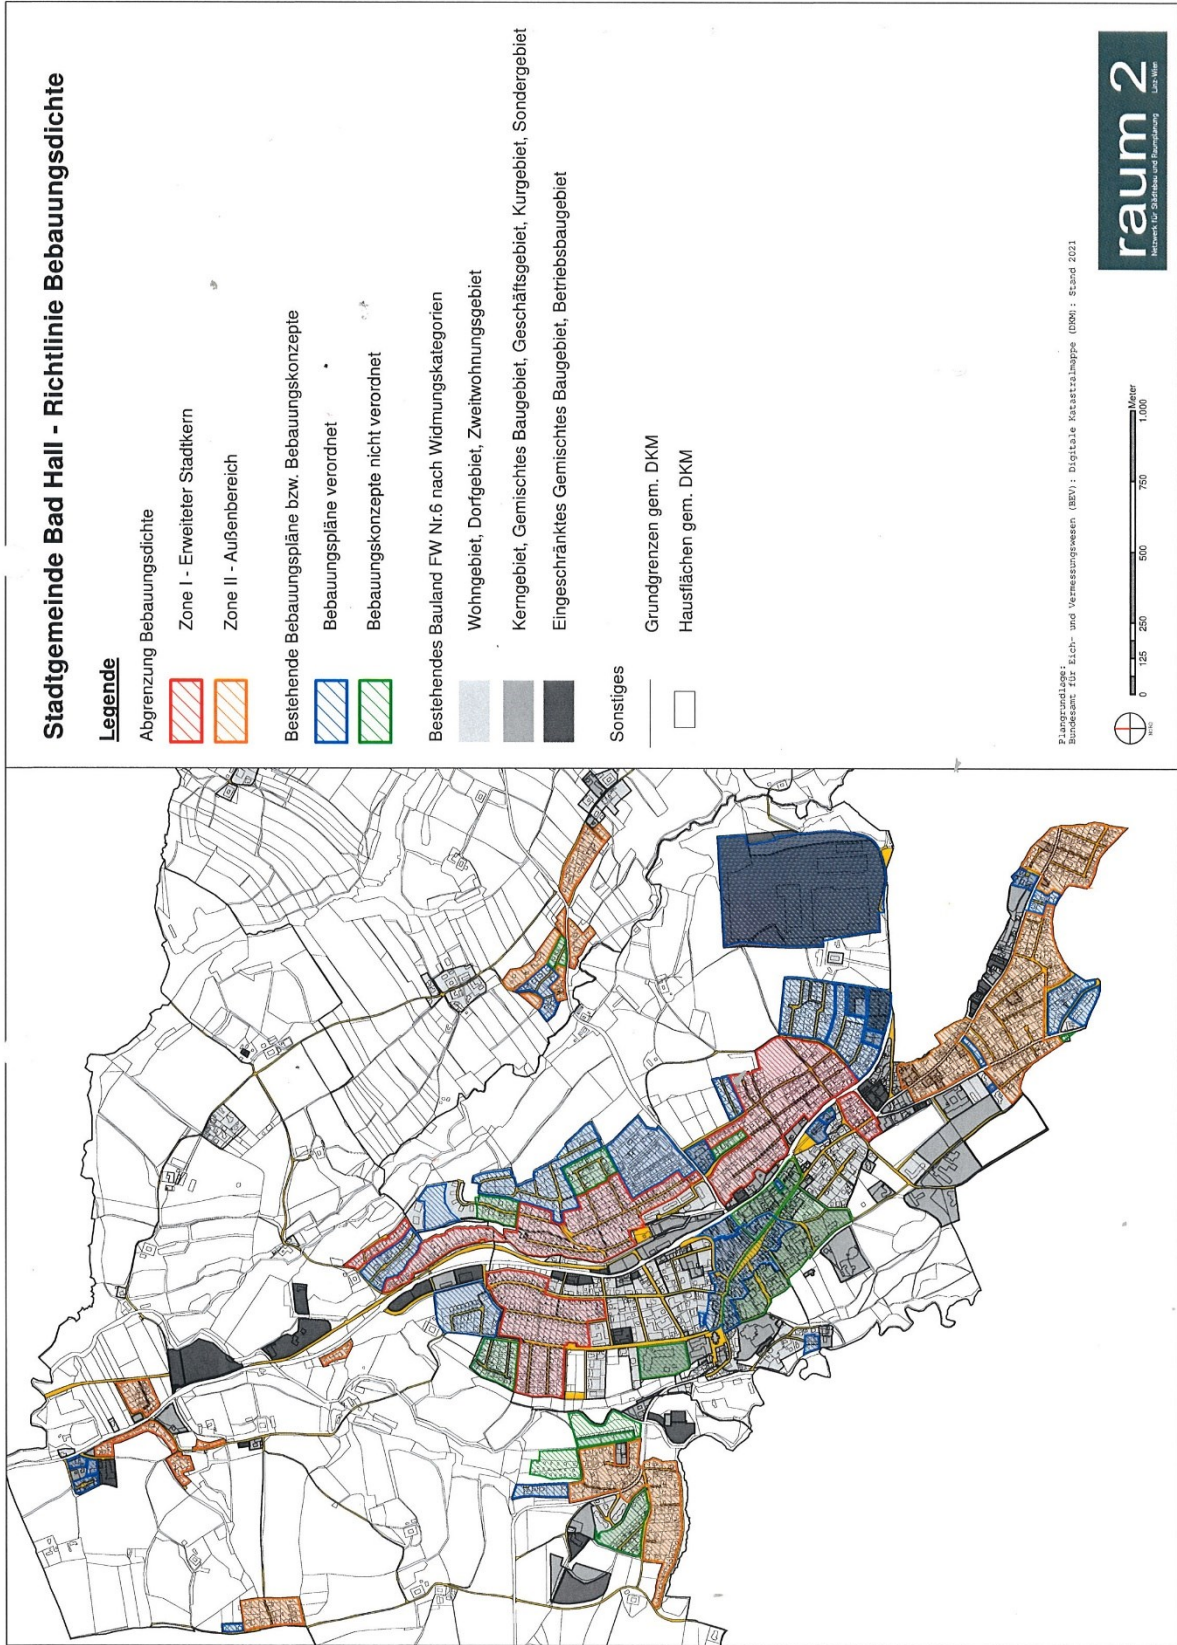 Stadtgemeinde Bad Hall - Richtlinie Bebauungsdichte
Legende
Abgrenzung Bebauungsdichte
Zone I - Erweiteter Stadtkern
Zone II - Außenbereich
Bestehende Bebauungspläne bzw. Bebauungskonzepte
Bebauungspläne verordnet
Bebauungskonzepte nicht verordnet
Bestehendes Bauland FW Nr.6 nach Widmungskategorien
Wohngebiet, Dorfgebiet, Zweitwohnungsgebiet
Kerngebiet, Gemischtes Baugebiet, Geschäftsgebiet, Kurgebiet, Sondergebiet
Eingeschränktes Gemischtes Baugebiet, Betriebsbaugebiet
Sonstiges
Grundgrenzen gem. DKM
Hausflächen gem. DKM
Plangrundlage:
Bundesamt für Eich- und Vermessungswesen (BEV): Digitale Katastralmappe (DKM): Stand 2021
0 125 250 500 750 1.000
Meter
raum 2
Netzwerk für Städtebau und Raumplanung Linz-Wien